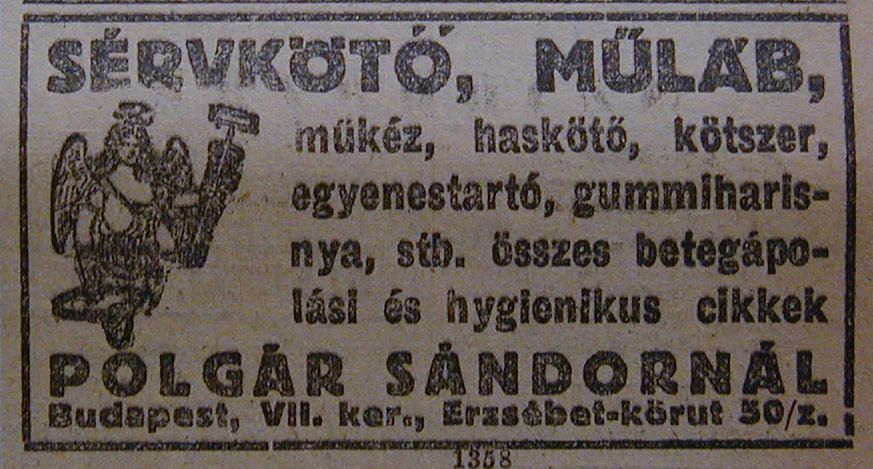 SÉRVKÖTŐ, MŰLÁB,
műkéz, haskötő, kötszer,
egyenestartó, gummiharis-
nya, stb. összes betegápo-
lási és hygienikus cikkek
POLGÁR SÁNDORNÁL
Budapest, VII. ker., Erzsébet-körut 50/z.
1358